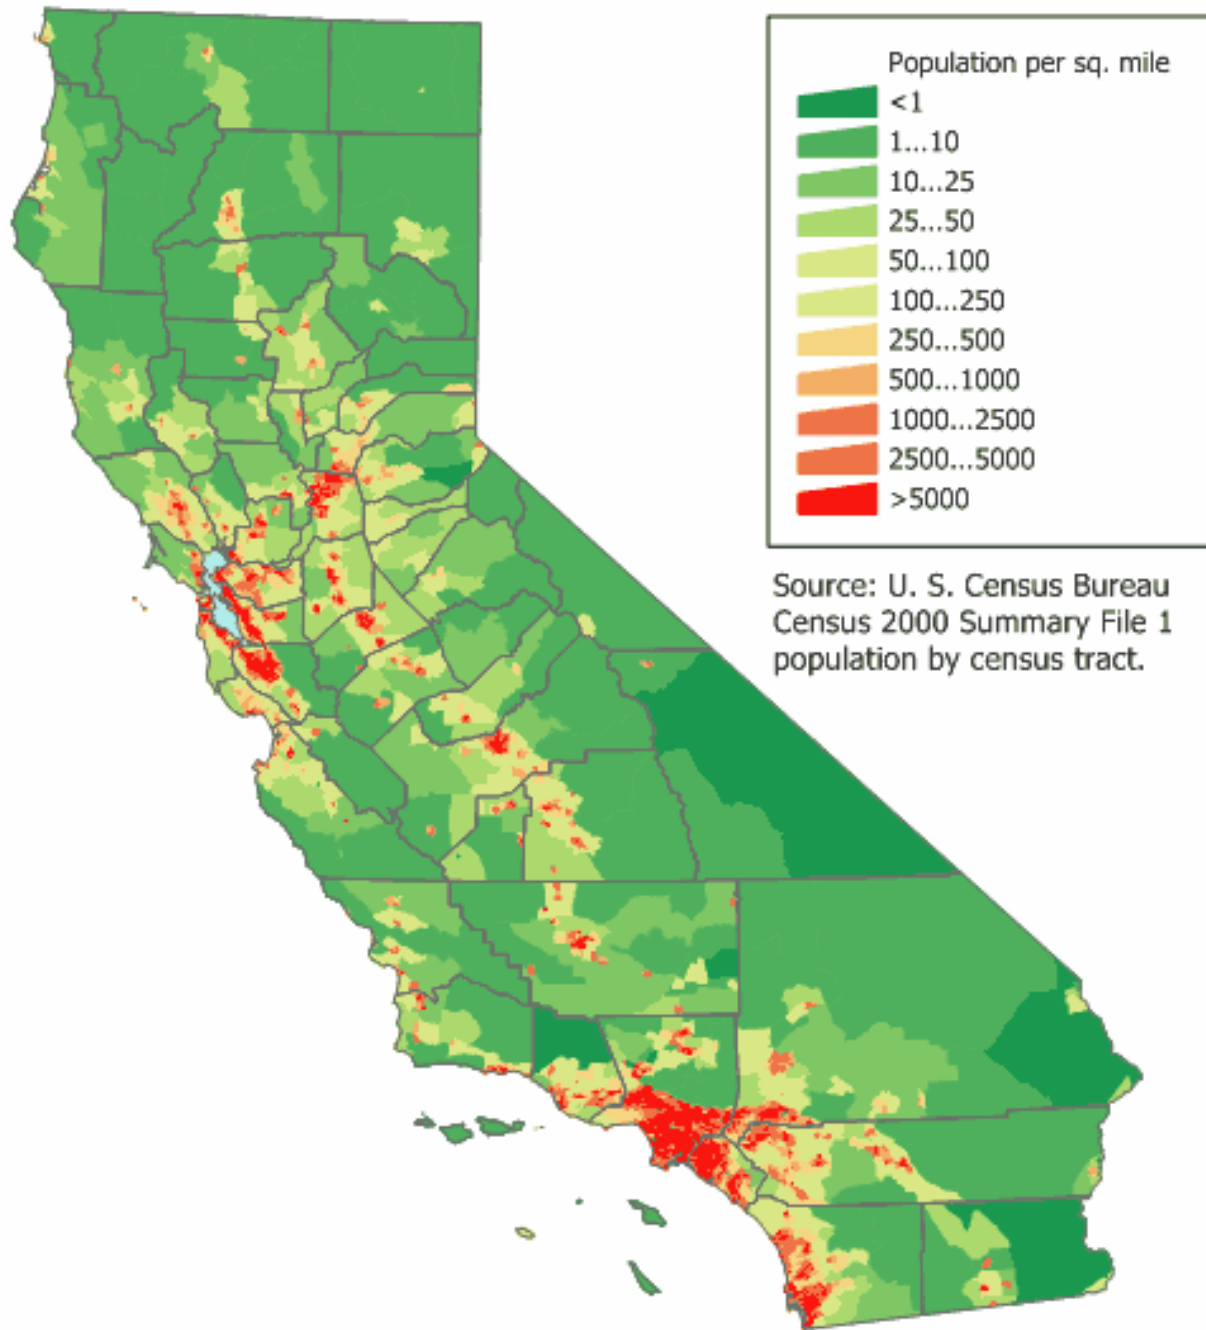 Population per sq. mile
<1
1...10
10...25
25...50
50...100
100...250
250...500
500...1000
1000...2500
2500...5000
>5000
Source: U. S. Census Bureau
Census 2000 Summary File 1
population by census tract.